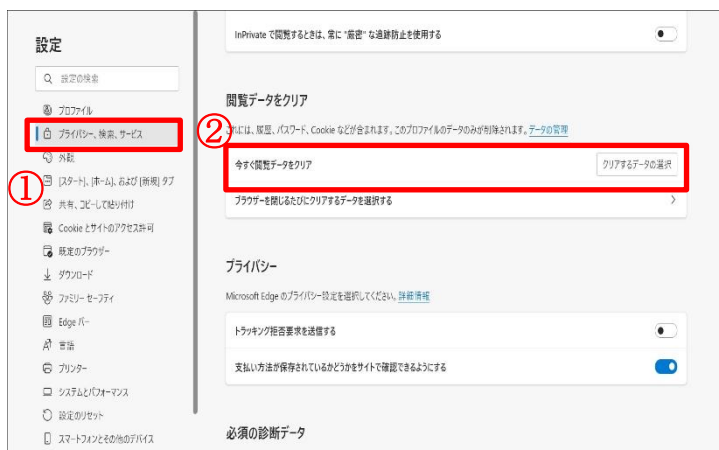 設定
設定の検索
プロファイル
プライバシー、検索、サービス
外観
[スタート]、[ホーム]、および [新規] タブ
共有、コピーして貼り付け
Cookie とサイトのアクセス許可
既定のブラウザー
ダウンロード
ファミリー セーフティ
Edge バー
言語
プリンター
システムとパフォーマンス
設定のリセット
スマートフォンとその他のデバイス
①
InPrivate で閲覧するときは、常に "厳密" な追跡防止を使用する
閲覧データをクリア
②
これには、履歴、パスワード、Cookie などが含まれます。このプロファイルのデータのみが削除されます。データの管理
今すぐ閲覧データをクリア
クリアするデータの選択
ブラウザーを閉じるたびにクリアするデータを選択する
プライバシー
Microsoft Edge のプライバシー設定を選択してください。詳細情報
トラッキング拒否要求を送信する
支払い方法が保存されているかどうかをサイトで確認できるようにする
必須の診断データ